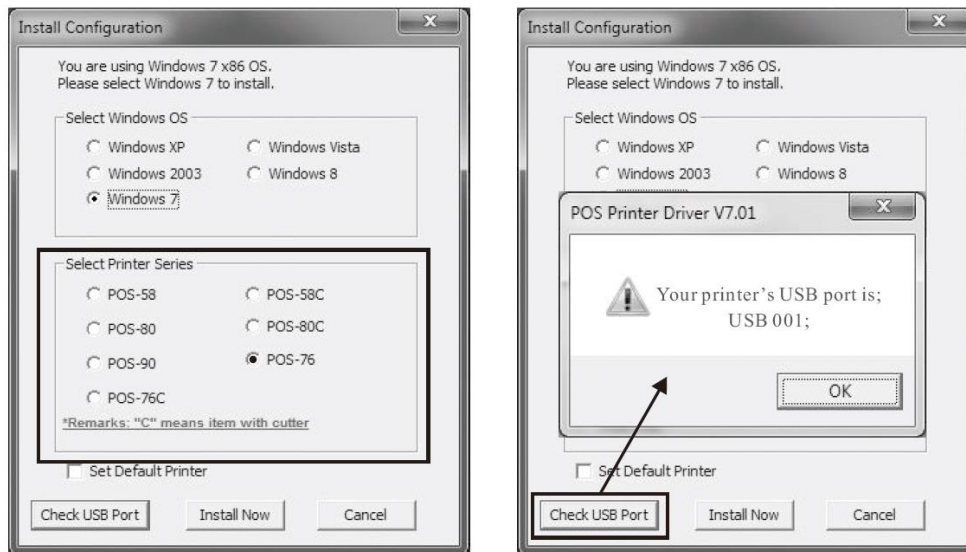 Install Configuration
X
You are using Windows 7 x86 OS.
Please select Windows 7 to install.
Select Windows OS
Windows XP
Windows Vista
Windows 2003
Windows 8
Windows 7
Select Printer Series
POS-58
POS-58C
POS-80
POS-80C
POS-90
POS-76
POS-76C
*Remarks: "C" means item with cutter
Set Default Printer
Check USB Port
Install Now
Cancel
Install Configuration
X
You are using Windows 7 x86 OS.
Please select Windows 7 to install.
Select Windows OS
Windows XP
Windows Vista
Windows 2003
Windows 8
POS Printer Driver V7.01
X
Your printer's USB port is;
USB 001;
OK
Set Default Printer
Check USB Port
Install Now
Cancel